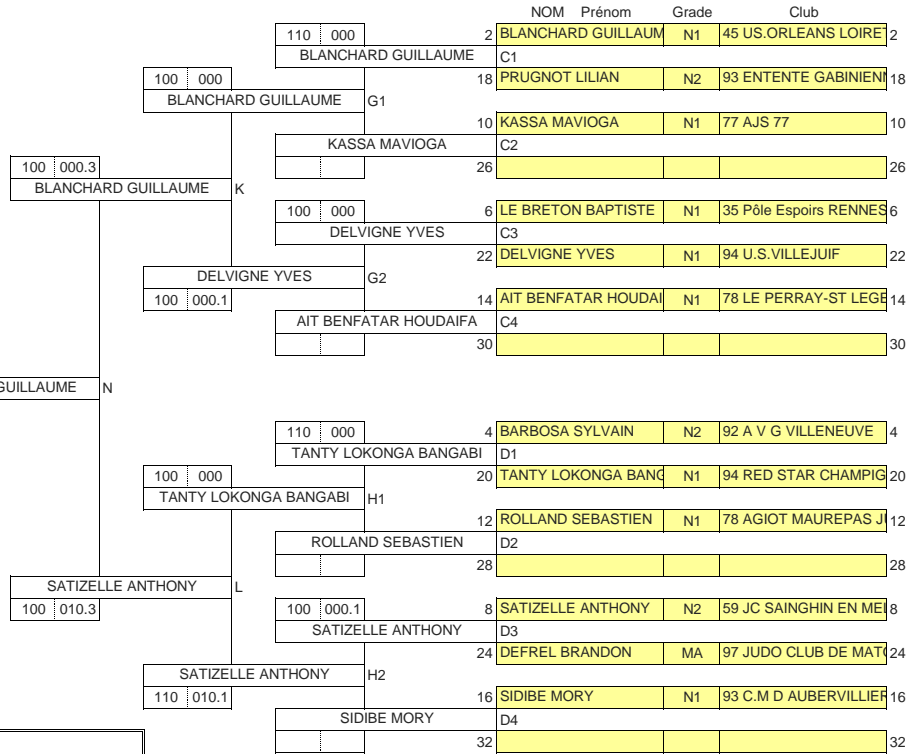 NOM Prénom Grade Club
110 000 2 BLANCHARD GUILLAUM N1 45 US.ORLEANS LOIRET 2
BLANCHARD GUILLAUME C1
100 000 18 PRUGNOT LILIAN N2 93 ENTENTE GABINIENN 18
BLANCHARD GUILLAUME G1
10 KASSA MAVIOGA N1 77 AJS 77 10
KASSA MAVIOGA C2
100 000.3 26 26
BLANCHARD GUILLAUME K
100 000 6 LE BRETON BAPTISTE N1 35 Pôle Espoirs RENNES 6
DELVIGNE YVES C3
22 DELVIGNE YVES N1 94 U.S.VILLEJUIF 22
DELVIGNE YVES G2
100 000.1 14 AIT BENFATAR HOUDAI N1 78 LE PERRAY-ST LEGE 14
AIT BENFATAR HOUDAIFA C4
30 30
GUILLAUME N
110 000 4 BARBOSA SYLVAIN N2 92 A V G VILLENEUVE 4
TANTY LOKONGA BANGABI D1
100 000 20 TANTY LOKONGA BANG N1 94 RED STAR CHAMPIG 20
TANTY LOKONGA BANGABI H1
12 ROLLAND SEBASTIEN N1 78 AGIOT MAUREPAS JU 12
ROLLAND SEBASTIEN D2
28 28
SATIZELLE ANTHONY L
100 010.3 100 000.1 8 SATIZELLE ANTHONY N2 59 JC SAINGHIN EN MEL 8
SATIZELLE ANTHONY D3
24 DEFREL BRANDON MA 97 JUDO CLUB DE MATO 24
SATIZELLE ANTHONY H2
110 010.1 16 SIDIBE MORY N1 93 C.M D AUBERVILLIER 16
SIDIBE MORY D4
32 32